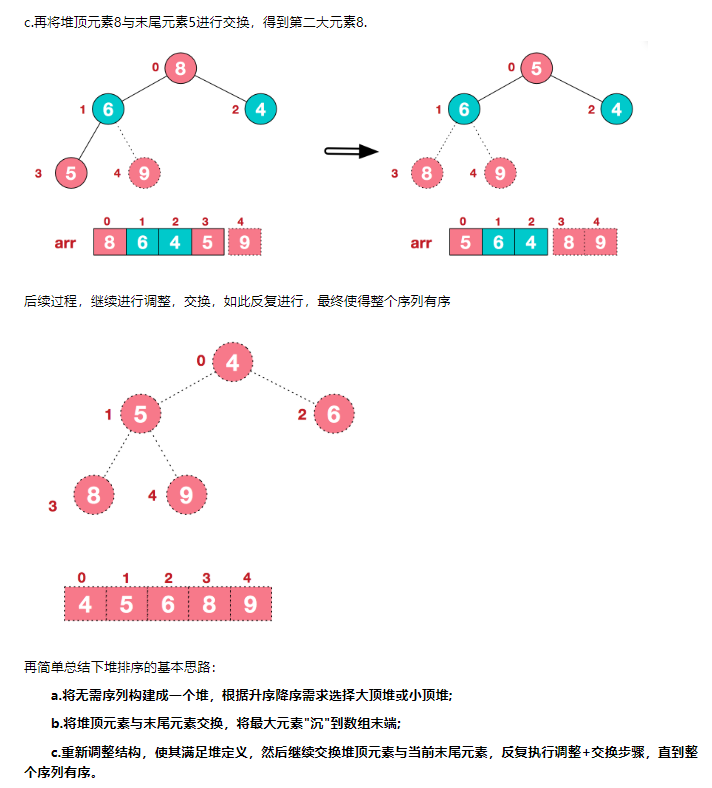 c.再将堆顶元素8与末尾元素5进行交换，得到第二大元素8.
0 8 0 5
1 6 2 4 1 6 2 4
3 5 4 9 3 8 4 9
0 1 2 3 4 0 1 2 3 4
arr 8 6 4 5 9 arr 5 6 4 8 9
后续过程，继续进行调整，交换，如此反复进行，最终使得整个序列有序
0 4
1 5 2 6
3 8 4 9
0 1 2 3 4
4 5 6 8 9
再简单总结下堆排序的基本思路：
a.将无需序列构建成一个堆，根据升序降序需求选择大顶堆或小顶堆;
b.将堆顶元素与末尾元素交换，将最大元素"沉"到数组末端;
c.重新调整结构，使其满足堆定义，然后继续交换堆顶元素与当前末尾元素，反复执行调整+交换步骤，直到整
个序列有序。